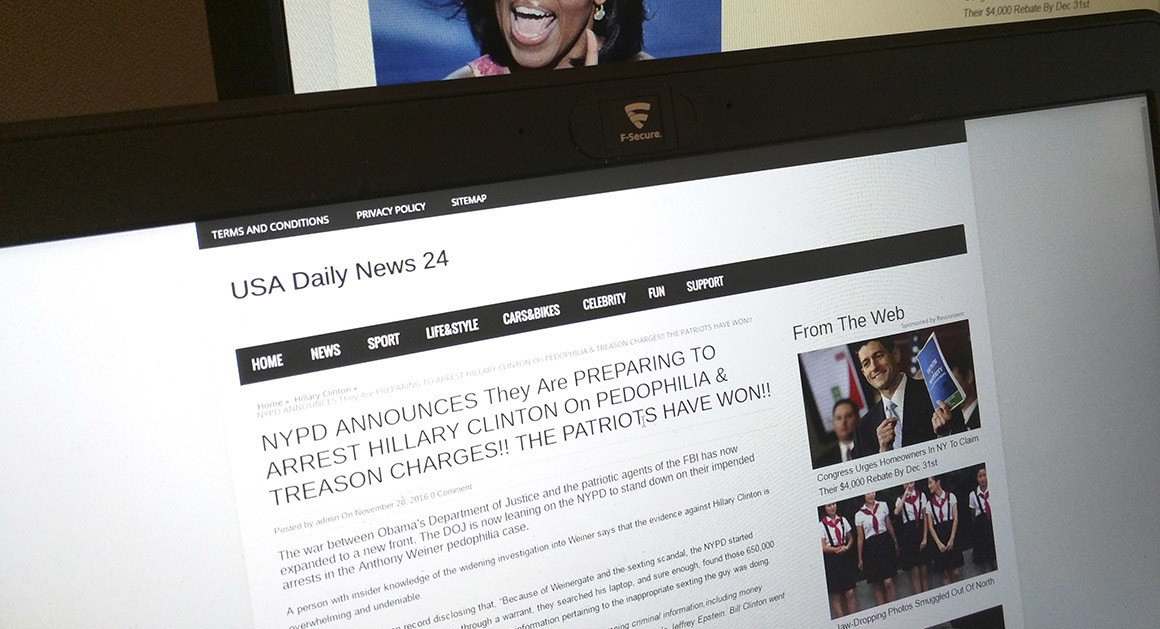 Their $4,000 Rebate By Dec 31st
F-Secure.
TERMS AND CONDITIONS PRIVACY POLICY SITEMAP
USA Daily News 24
HOME NEWS SPORT LIFE&STYLE CARS&BIKES CELEBRITY FUN SUPPORT
Home » Hillary Clinton »
NYPD ANNOUNCES They Are PREPARING TO ARREST HILLARY CLINTON On PEDOPHILIA & TREASON CHARGES!! THE PATRIOTS HAVE WON!!
NYPD ANNOUNCES They Are PREPARING TO
ARREST HILLARY CLINTON On PEDOPHILIA &
TREASON CHARGES!! THE PATRIOTS HAVE WON!!
Posted by admin On November 28, 2016 0 Comment
The war between Obama's Department of Justice and the patriotic agents of the FBI has now
expanded to a new front. The DOJ is now leaning on the NYPD to stand down on their impended
arrests in the Anthony Weiner pedophilia case.
A person with insider knowledge of the widening investigation into Weiner says that the evidence against Hillary Clinton is
overwhelming and undeniable
on record disclosing that, "Because of Weinergate and the sexting scandal, the NYPD started
through a warrant, they searched his laptop, and sure enough, found those 650,000
information pertaining to the inappropriate sexting the guy was doing.
criminal information, including money
Jeffrey Epstein. Bill Clinton went
From The Web
Sponsored by Revcontent
Congress Urges Homeowners In NY To Claim
Their $4,000 Rebate By Dec 31st
Jaw-Dropping Photos Smuggled Out Of North